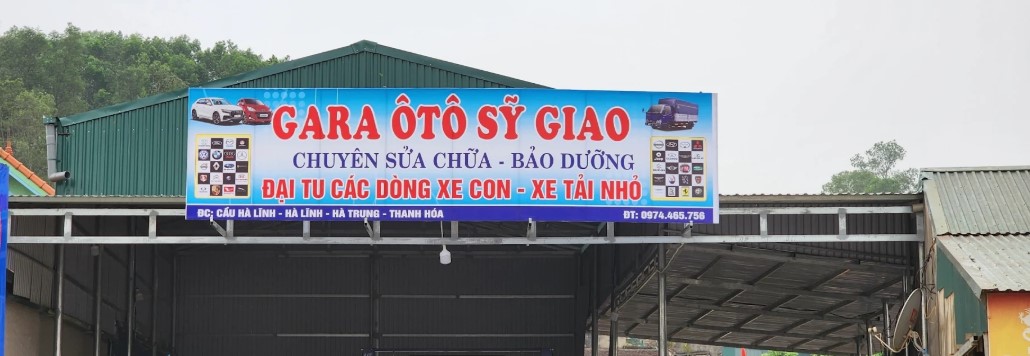 GARA ÔTÔ SỸ GIAO
CHUYÊN SỬA CHỮA - BẢO DƯỠNG
ĐẠI TU CÁC DÒNG XE CON - XE TẢI NHỎ
ĐC: CẦU HÀ LĨNH - HÀ LĨNH - HÀ TRUNG - THANH HÓA ĐT: 0974.465.756